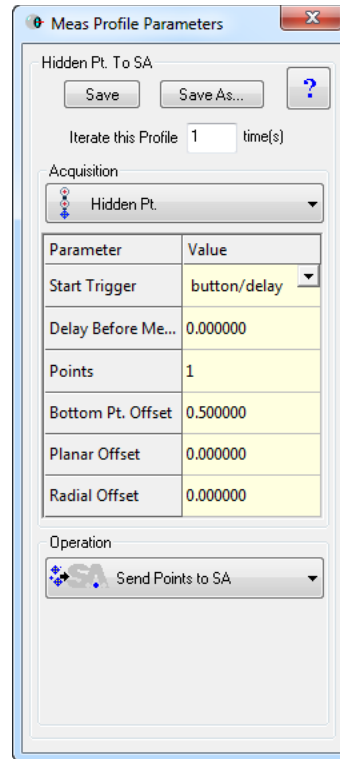 Meas Profile Parameters
Hidden Pt. To SA
Save Save As... ?
Iterate this Profile 1 time(s)
Acquisition
Hidden Pt.
Parameter Value
Start Trigger button/delay
Delay Before Me... 0.000000
Points 1
Bottom Pt. Offset 0.500000
Planar Offset 0.000000
Radial Offset 0.000000
Operation
SA Send Points to SA